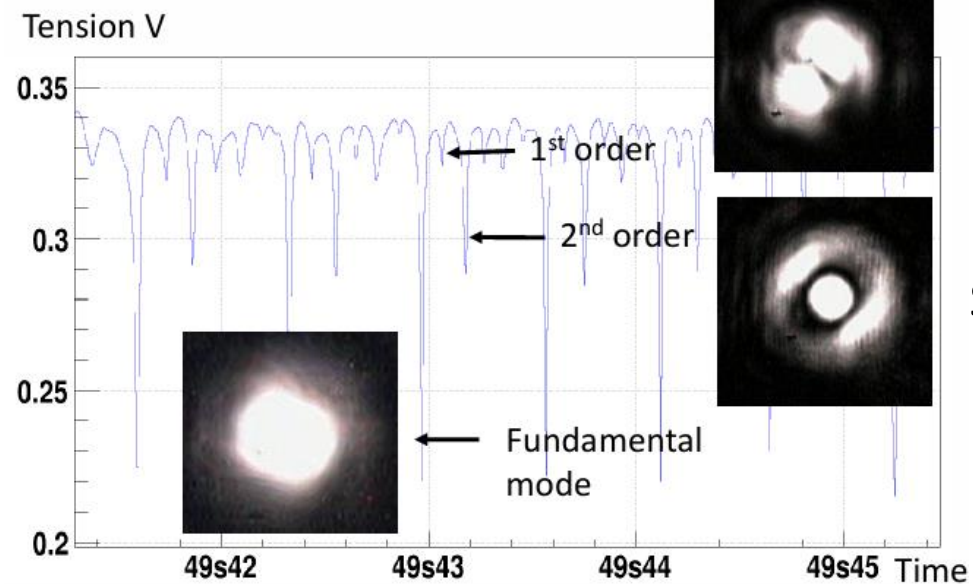 Tension V
0.35
1st order
0.3
2nd order
0.25
Fundamental
mode
0.2
49s42 49s43 49s44 49s45 Time